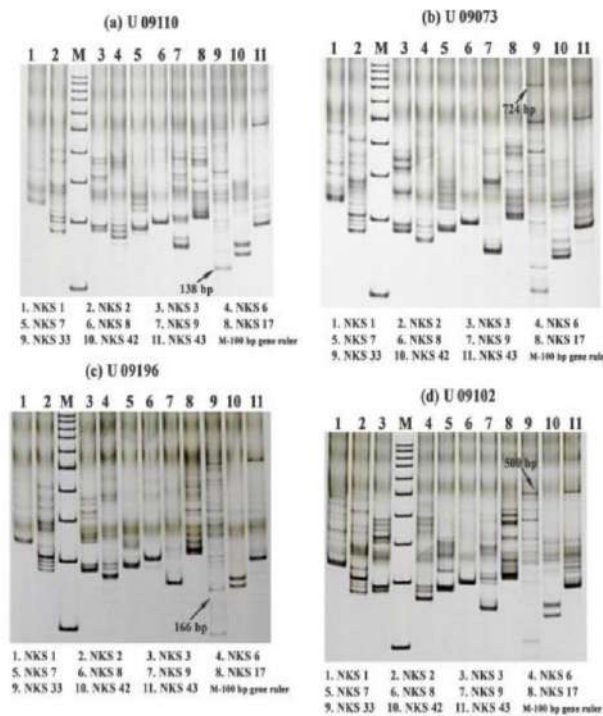 (a) U 09110
1 2 M 3 4 5 6 7 8 9 10 11
138 bp
1. NKS 1 2. NKS 2 3. NKS 3 4. NKS 6
5. NKS 7 6. NKS 8 7. NKS 9 8. NKS 17
9. NKS 33 10. NKS 42 11. NKS 43 M-100 bp gene ruler
(b) U 09073
1 2 M 3 4 5 6 7 8 9 10 11
724 bp
1. NKS 1 2. NKS 2 3. NKS 3 4. NKS 6
5. NKS 7 6. NKS 8 7. NKS 9 8. NKS 17
9. NKS 33 10. NKS 42 11. NKS 43 M-100 bp gene ruler
(c) U 09196
1 2 M 3 4 5 6 7 8 9 10 11
166 bp
1. NKS 1 2. NKS 2 3. NKS 3 4. NKS 6
5. NKS 7 6. NKS 8 7. NKS 9 8. NKS 17
9. NKS 33 10. NKS 42 11. NKS 43 M-100 bp gene ruler
(d) U 09102
1 2 3 M 4 5 6 7 8 9 10 11
500 bp
1. NKS 1 2. NKS 2 3. NKS 3 4. NKS 6
5. NKS 7 6. NKS 8 7. NKS 9 8. NKS 17
9. NKS 33 10. NKS 42 11. NKS 43 M-100 bp gene ruler